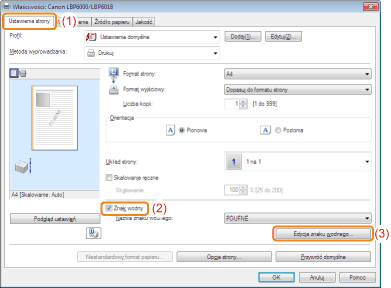 Właściwości: Canon LBP6000/LBP6018
Ustawienia strony (1) Źródło papieru Jakość
Profil: Ustawienia domyślne Dodaj(1)... Edytuj(2)...
Metoda wyprowadzania: Drukuj
Format strony: A4
Format wyjściowy: Dopasuj do formatu strony
Liczba kopii: 1 [1 do 999]
Orientacja
A Pionowa A Pozioma
Układ strony: 1 1 na 1
Skalowanie ręczne
Skalowanie: 100 % [25 do 200]
A4 [Skalowanie: Auto]
Znak wodny (2)
Podgląd ustawień Nazwa znaku wodnego: POUFNE
Edycja znaku wodnego... (3)
Niestandardowy format papieru... Opcje strony... Przywróć domyślne
OK Anuluj Pomoc